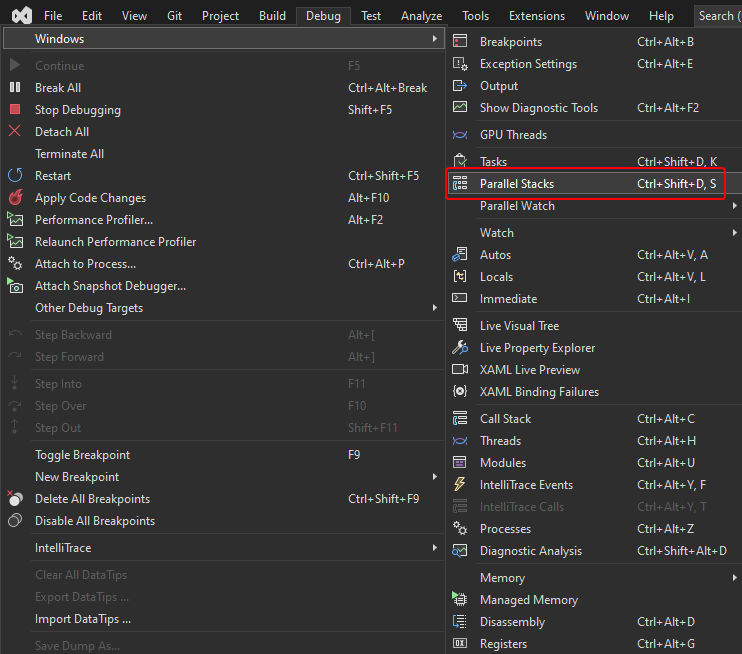 File Edit View Git Project Build Debug Test Analyze Tools Extensions Window Help Search (
Windows
Continue F5
Break All Ctrl+Alt+Break
Stop Debugging Shift+F5
Detach All
Terminate All
Restart Ctrl+Shift+F5
Apply Code Changes Alt+F10
Performance Profiler... Alt+F2
Relaunch Performance Profiler
Attach to Process... Ctrl+Alt+P
Attach Snapshot Debugger...
Other Debug Targets
Step Backward Alt+[
Step Forward Alt+]
Step Into F11
Step Over F10
Step Out Shift+F11
Toggle Breakpoint F9
New Breakpoint
Delete All Breakpoints Ctrl+Shift+F9
Disable All Breakpoints
IntelliTrace
Clear All DataTips
Export DataTips ...
Import DataTips ...
Save Dump As...
Breakpoints Ctrl+Alt+B
Exception Settings Ctrl+Alt+E
Output
Show Diagnostic Tools Ctrl+Alt+F2
GPU Threads
Tasks Ctrl+Shift+D, K
Parallel Stacks Ctrl+Shift+D, S
Parallel Watch
Watch
Autos Ctrl+Alt+V, A
Locals Ctrl+Alt+V, L
Immediate Ctrl+Alt+I
Live Visual Tree
Live Property Explorer
XAML Live Preview
XAML Binding Failures
Call Stack Ctrl+Alt+C
Threads Ctrl+Alt+H
Modules Ctrl+Alt+U
IntelliTrace Events Ctrl+Alt+Y, F
IntelliTrace Calls Ctrl+Alt+Y, T
Processes Ctrl+Alt+Z
Diagnostic Analysis Ctrl+Shift+Alt+D
Memory
Managed Memory
Disassembly Ctrl+Alt+D
Registers Ctrl+Alt+G